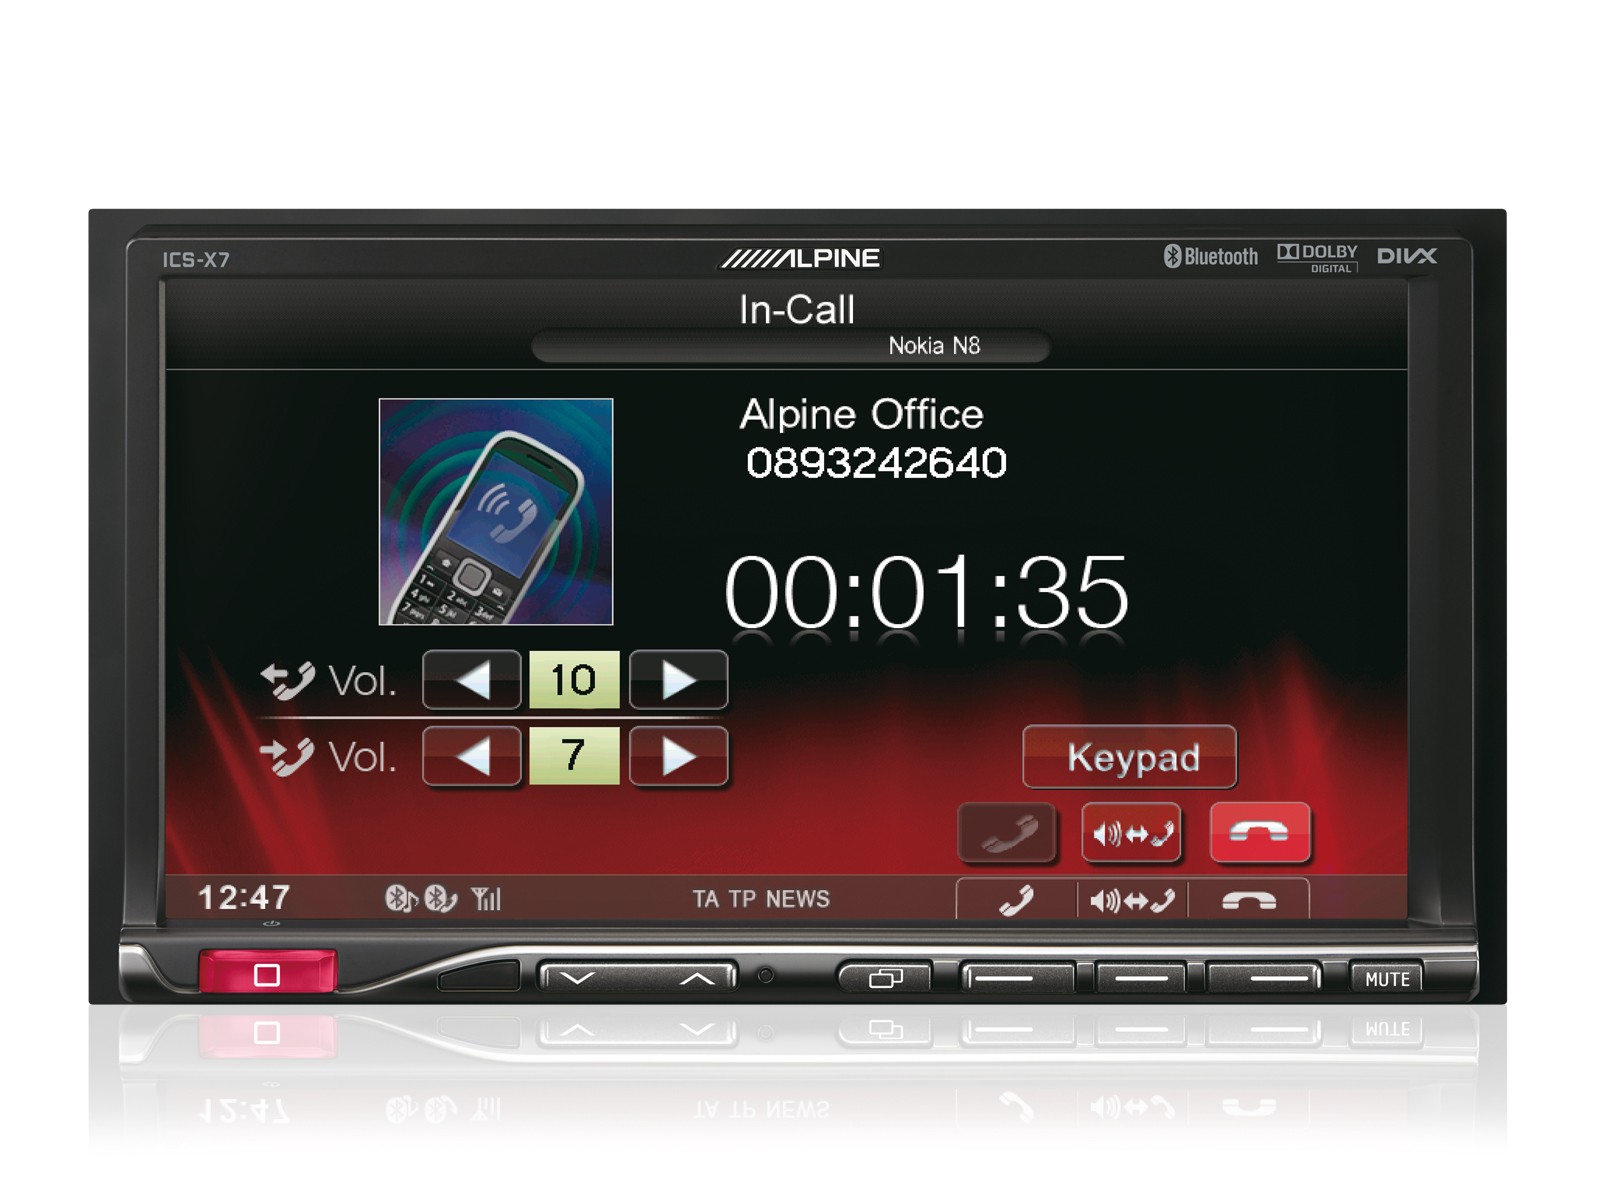 ICS-X7
ALPINE
Bluetooth
DOLBY
DIGITAL
DIVX
In-Call
Nokia N8
Alpine Office
0893242640
00:01:35
Vol.
10
Vol.
7
Keypad
12:47
TA TP NEWS
MUTE